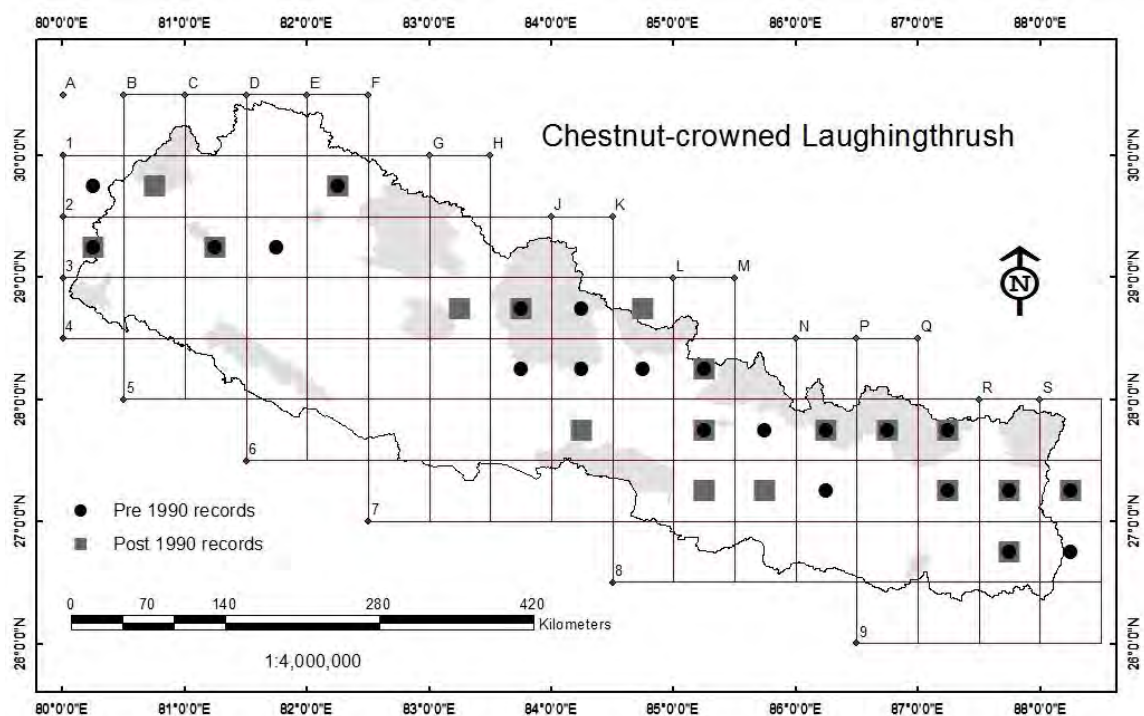 80°0'0"N 81°0'0"N 82°0'0"N 83°0'0"N 84°0'0"N 85°0'0"N 86°0'0"N 87°0'0"N 88°0'0"N
A B C D E F
30°0'0"N 1 G H 30°0'0"N
Chestnut-crowned Laughingthrush
2 J K
29°0'0"N 3 L M 29°0'0"N
N
4 N P Q
28°0'0"N 5 R S 28°0'0"N
6
Pre 1990 records
27°0'0"N 7 27°0'0"N
Post 1990 records
8
0 70 140 280 420
Kilometers
26°0'0"N 9 26°0'0"N
1:4,000,000
80°0'0"E 81°0'0"E 82°0'0"E 83°0'0"E 84°0'0"E 85°0'0"E 86°0'0"E 87°0'0"E 88°0'0"E